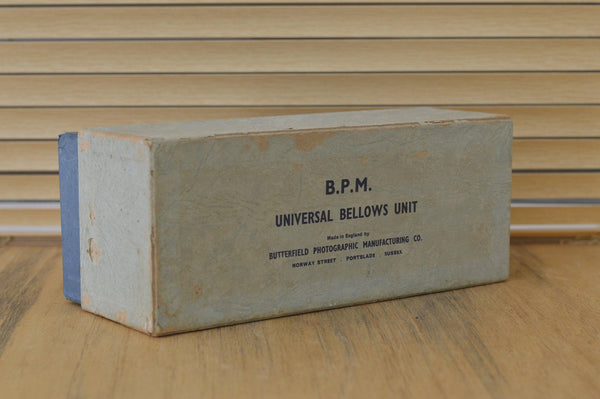 B.P.M.
UNIVERSAL BELLOWS UNIT
Made in England by
BUTTERFIELD PHOTOGRAPHIC MANUFACTURING CO.
NORWAY STREET . PORTSLADE . SUSSEX